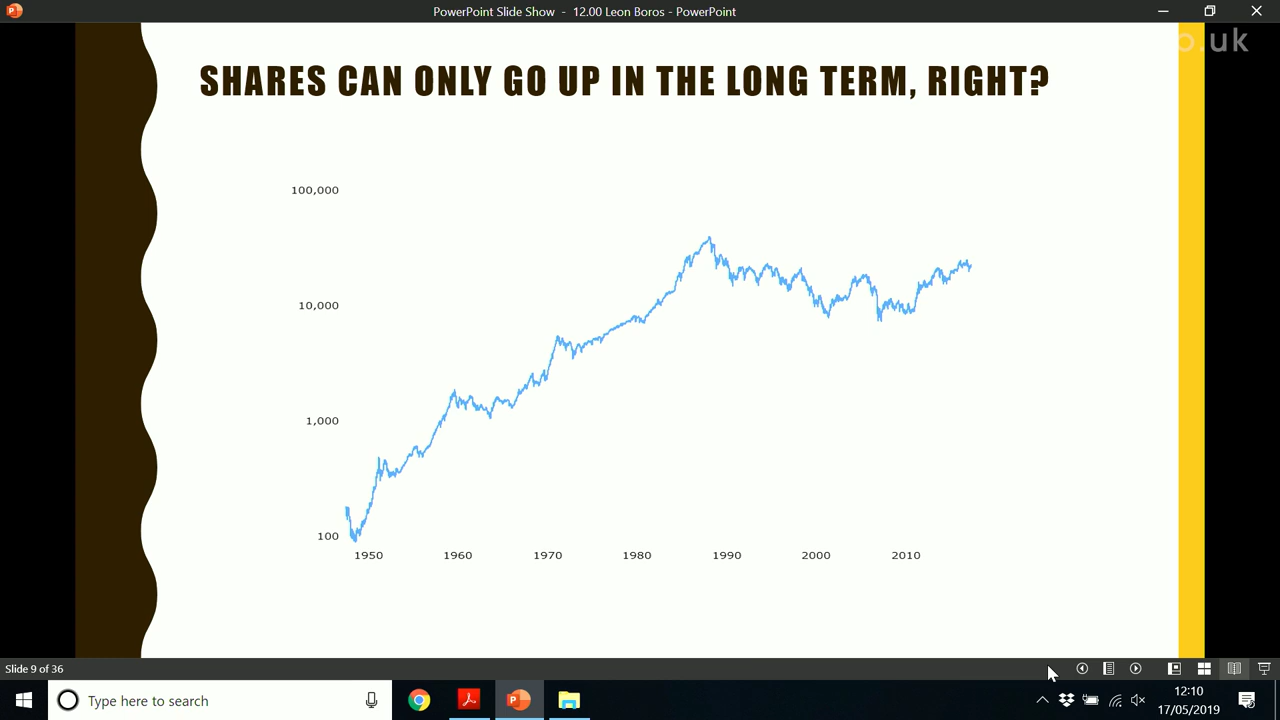 PowerPoint Slide Show - 12.00 Leon Boros - PowerPoint
o.uk
SHARES CAN ONLY GO UP IN THE LONG TERM, RIGHT?
100,000
10,000
1,000
100
1950 1960 1970 1980 1990 2000 2010
Slide 9 of 36
Type here to search
12:10
17/05/2019